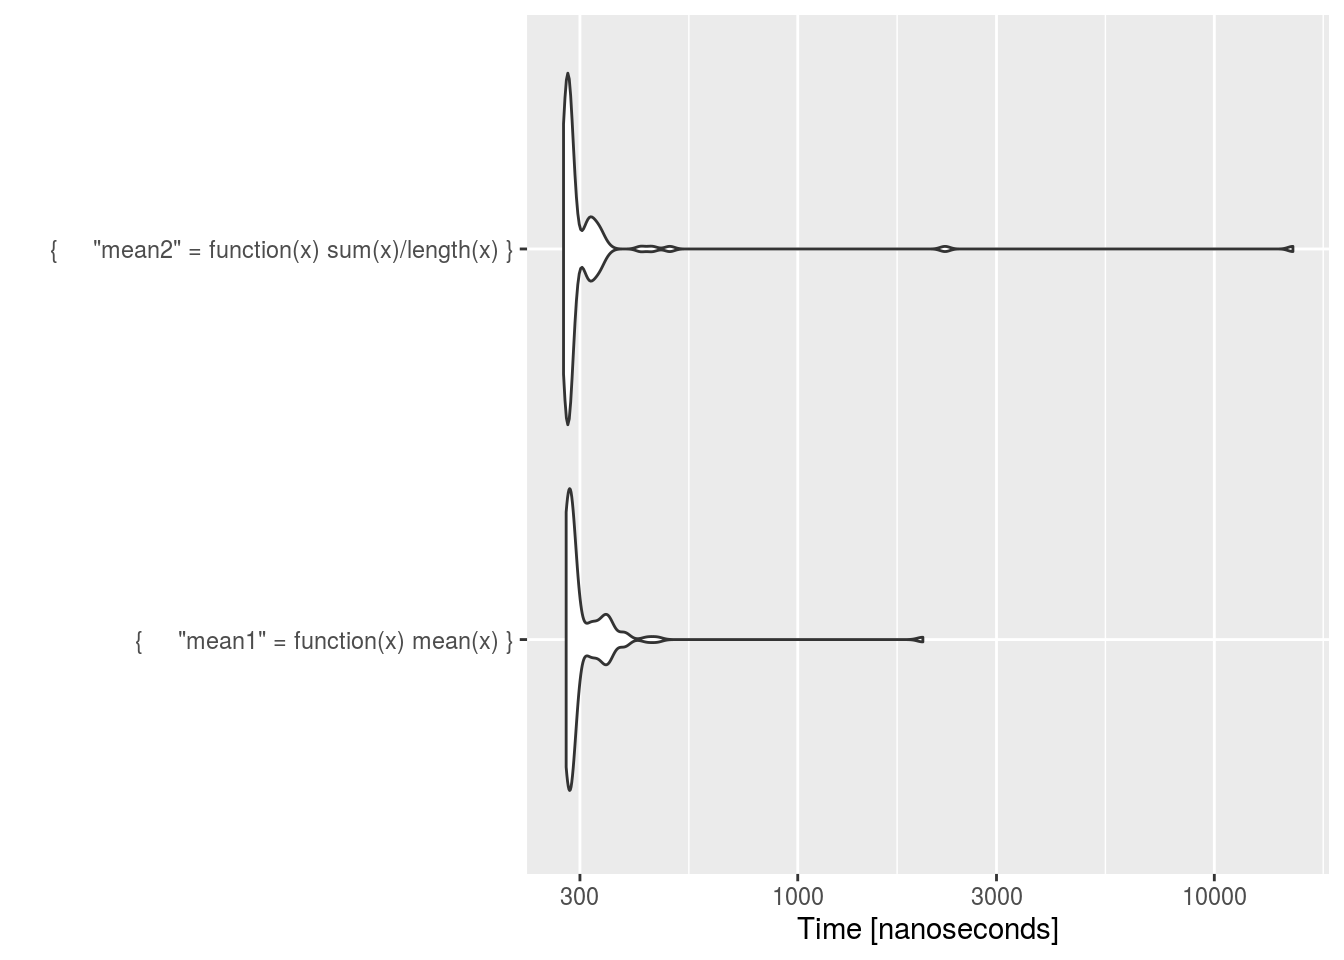 {      "mean2" = function(x) sum(x)/length(x) }
{      "mean1" = function(x) mean(x) }
300 1000 3000 10000
Time [nanoseconds]